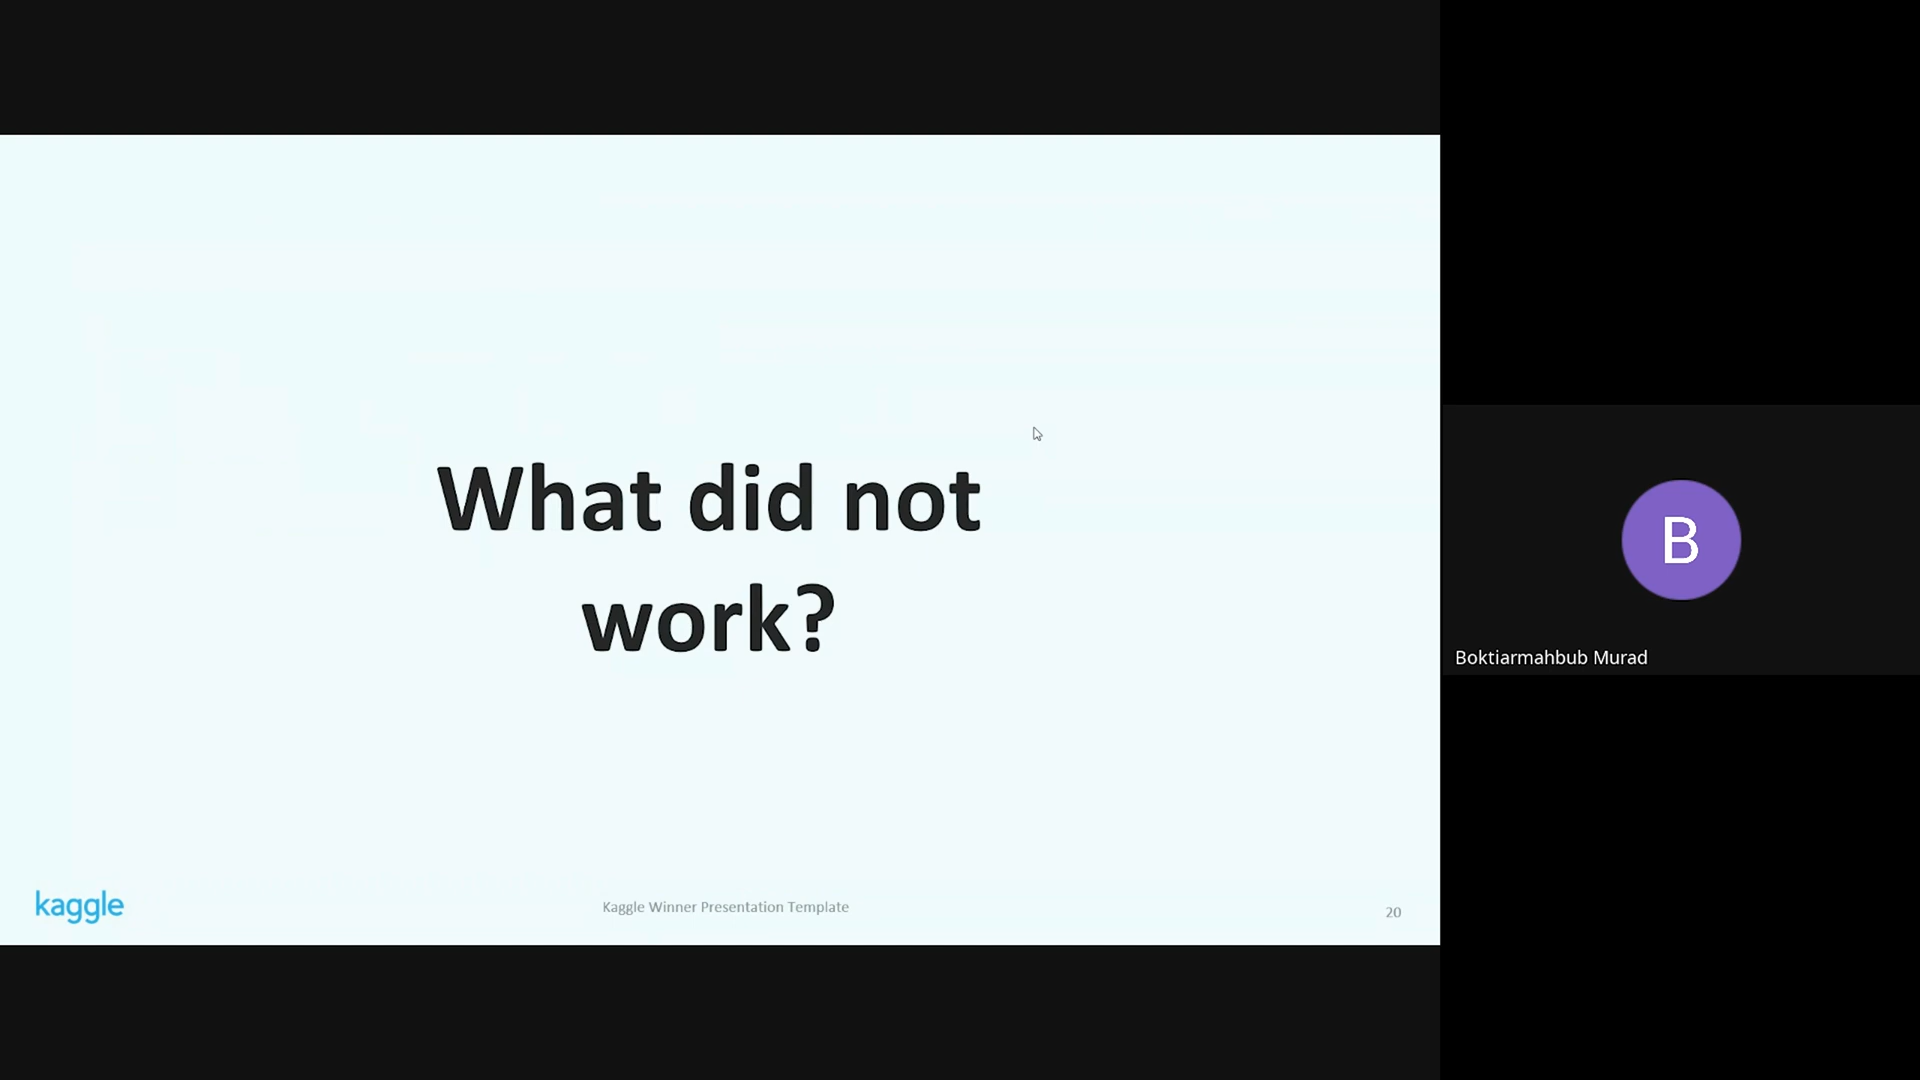 What did not
work?
B
Boktiarmahbub Murad
kaggle
Kaggle Winner Presentation Template
20